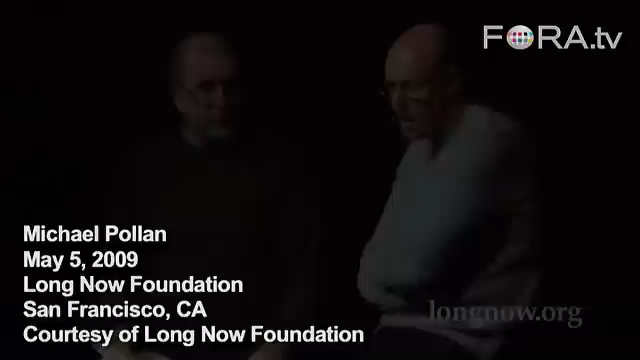 FORA.tv
Michael Pollan
May 5, 2009
Long Now Foundation
San Francisco, CA
longnow.org
Courtesy of Long Now Foundation